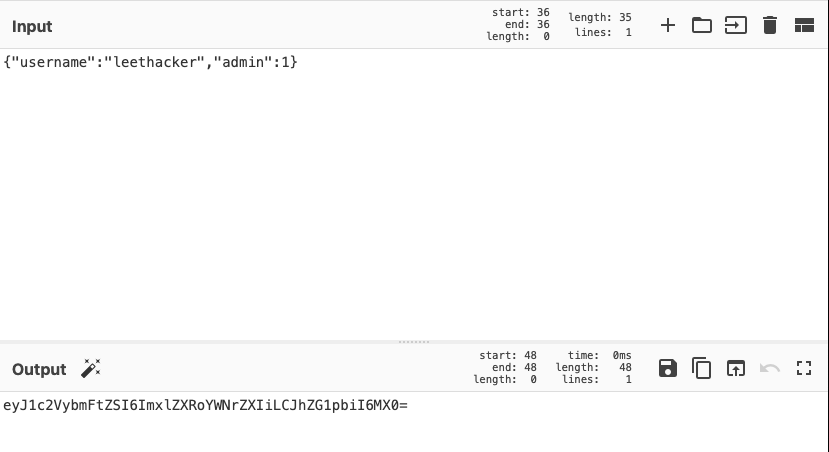 Input
start: 36
end: 36
length: 0
length: 35
lines: 1
{"username":"leethacker","admin":1}
Output
start: 48
end: 48
length: 0
time: 0ms
length: 48
lines: 1
eyJ1c2VybmFtZSI6ImxlZXRoYWNrZXIiLCJhZG1pbiI6MX0=